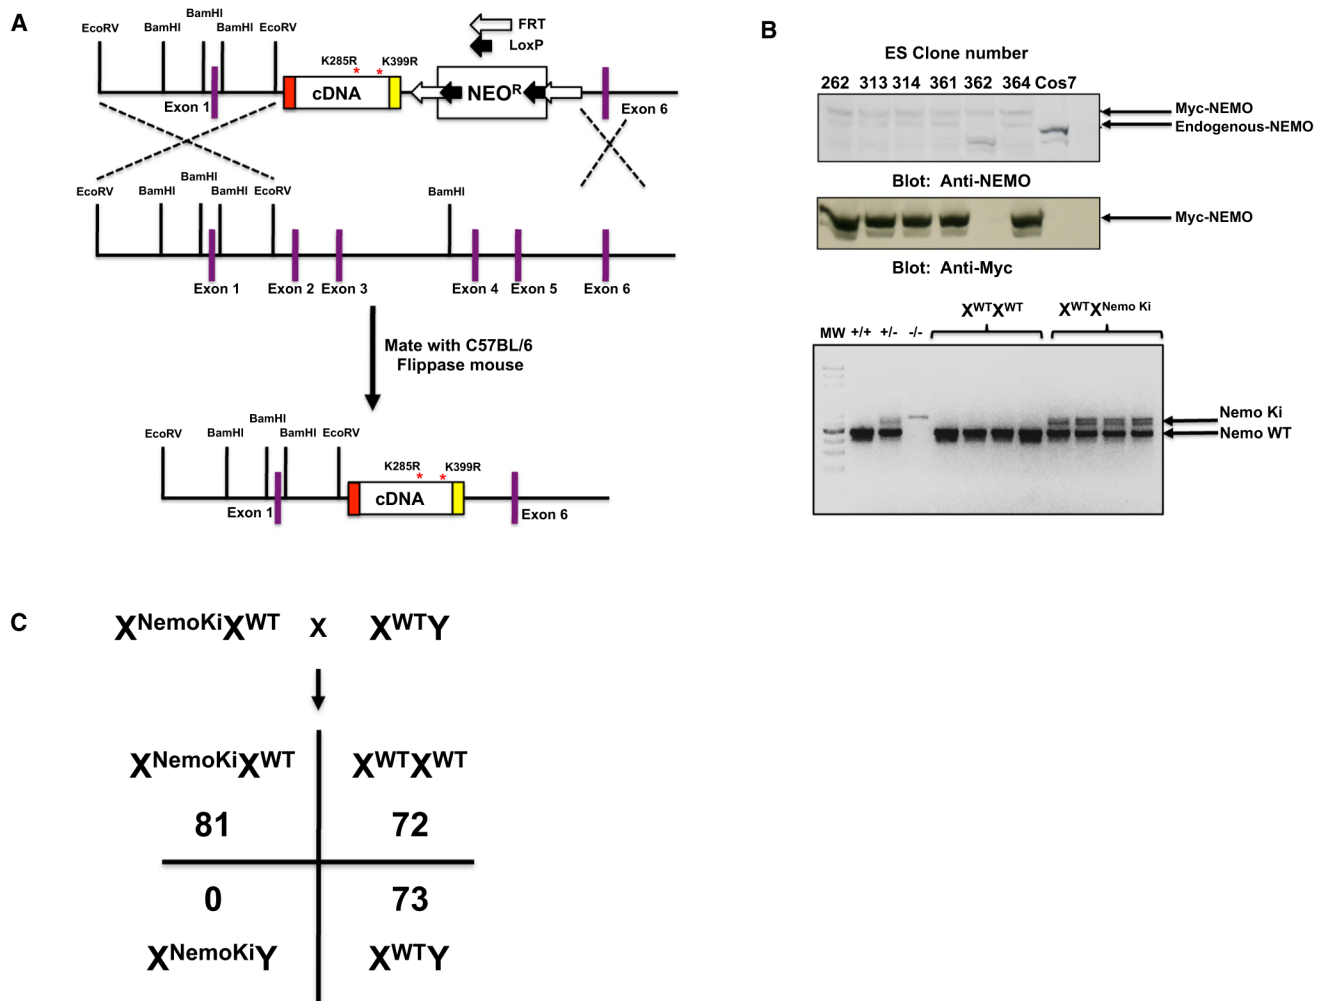 A
EcoRV BamHI BamHI BamHI EcoRV
FRT
LoxP
K285R K399R
* *
Exon 1 cDNA NEOR Exon 6
EcoRV BamHI BamHI BamHI EcoRV BamHI
Exon 1 Exon 2 Exon 3 Exon 4 Exon 5 Exon 6
Mate with C57BL/6
Flippase mouse
EcoRV BamHI BamHI BamHI EcoRV
K285R K399R
* *
Exon 1 cDNA Exon 6
B
ES Clone number
262 313 314 361 362 364 Cos7
Myc-NEMO
Endogenous-NEMO
Blot: Anti-NEMO
Myc-NEMO
Blot: Anti-Myc
XWTXWT XWTXNemo Ki
MW +/+ +/- -/-
Nemo Ki
Nemo WT
C
XNemoKiXWT X XWTY
XNemoKiXWT XWTXWT
81 72
0 73
XNemoKiY XWTY